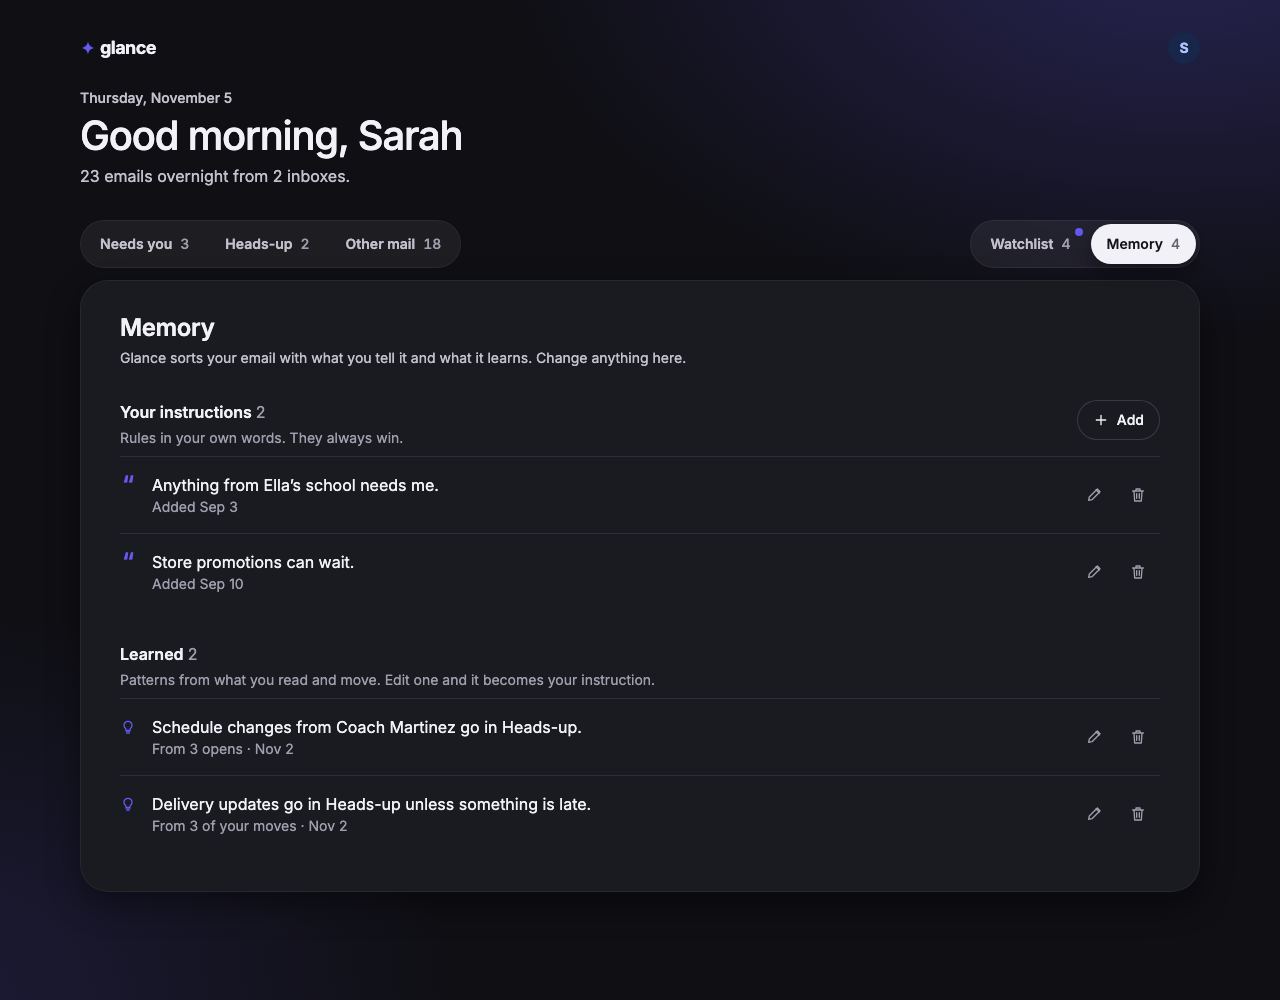 glance
S
Thursday, November 5
Good morning, Sarah
23 emails overnight from 2 inboxes.
Needs you 3 Heads-up 2 Other mail 18 Watchlist 4 Memory 4
Memory
Glance sorts your email with what you tell it and what it learns. Change anything here.
Your instructions 2
Rules in your own words. They always win.
Add
Anything from Ella’s school needs me.
Added Sep 3
Store promotions can wait.
Added Sep 10
Learned 2
Patterns from what you read and move. Edit one and it becomes your instruction.
Schedule changes from Coach Martinez go in Heads-up.
From 3 opens · Nov 2
Delivery updates go in Heads-up unless something is late.
From 3 of your moves · Nov 2